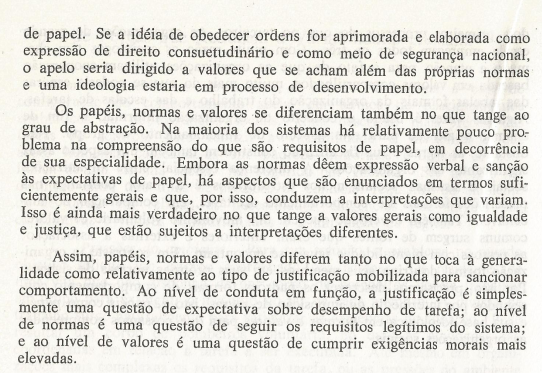 de papel. Se a idéia de obedecer ordens for aprimorada e elaborada como
expressão de direito consuetudinário e como meio de segurança nacional,
o apelo seria dirigido a valores que se acham além das próprias normas
e uma ideologia estaria em processo de desenvolvimento.
Os papéis, normas e valores se diferenciam também no que tange ao
grau de abstração. Na maioria dos sistemas há relativamente pouco pro-
blema na compreensão do que são requisitos de papel, em decorrência
de sua especialidade. Embora as normas dêem expressão verbal e sanção
às expectativas de papel, há aspectos que são enunciados em termos sufi-
cientemente gerais e que, por isso, conduzem a interpretações que variam.
Isso é ainda mais verdadeiro no que tange a valores gerais como igualdade
e justiça, que estão sujeitos a interpretações diferentes.
Assim, papéis, normas e valores diferem tanto no que toca à genera-
lidade como relativamente ao tipo de justificação mobilizada para sancionar
comportamento. Ao nível de conduta em função, a justificação é simples-
mente uma questão de expectativa sobre desempenho de tarefa; ao nível
de normas é uma questão de seguir os requisitos legítimos do sistema;
e ao nível de valores é uma questão de cumprir exigências morais mais
elevadas.